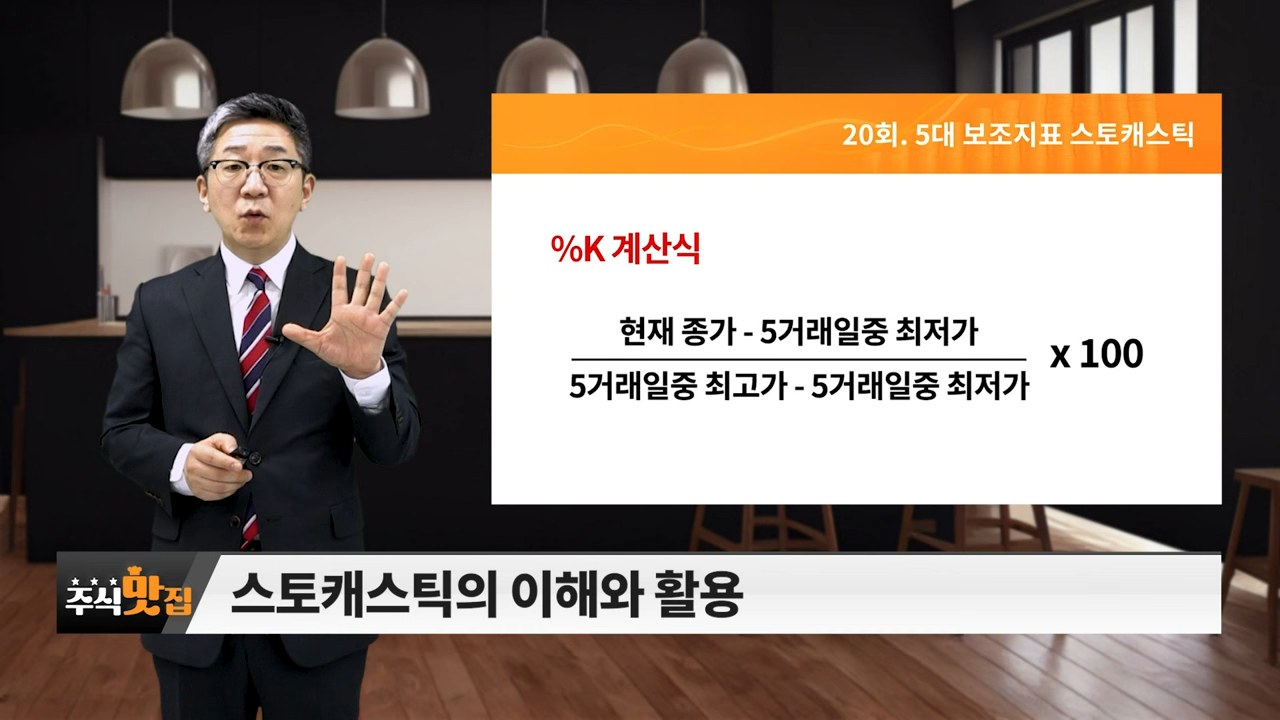 20회. 5대 보조지표 스토캐스틱
%K 계산식
현재 종가 - 5거래일중 최저가
5거래일중 최고가 - 5거래일중 최저가
x 100
주식맛집
스토캐스틱의 이해와 활용